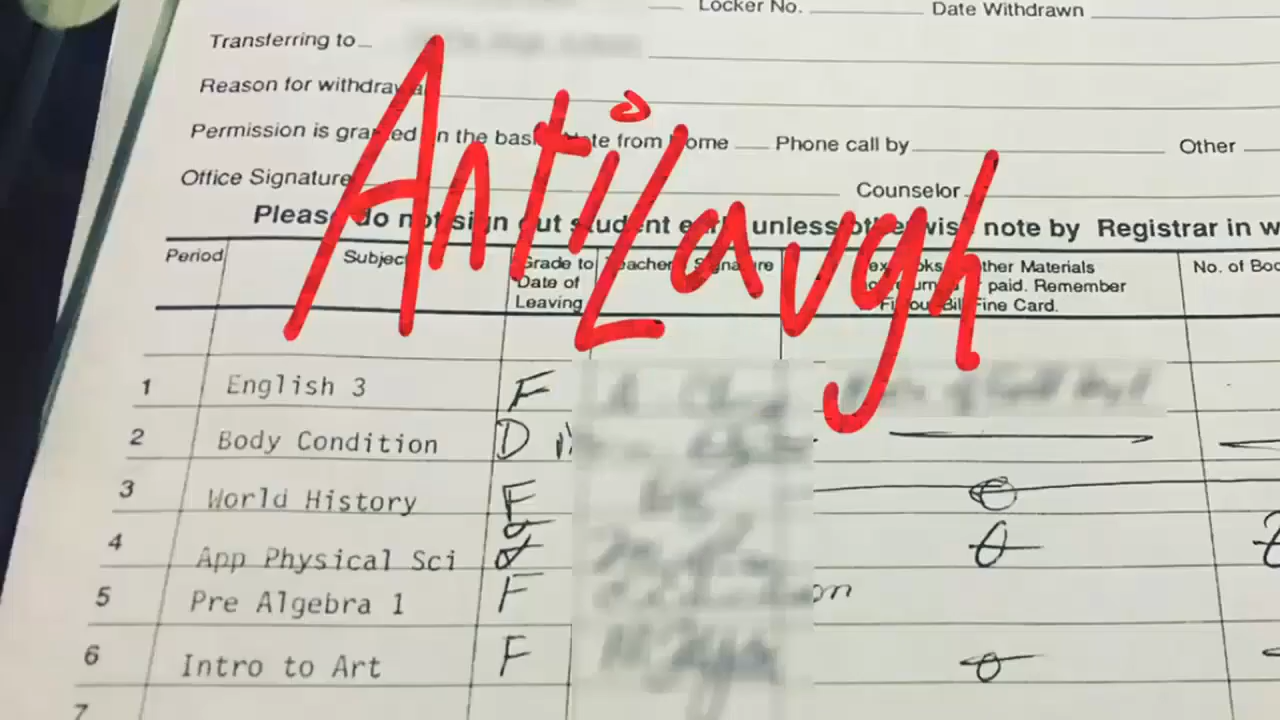 Locker No. Date Withdrawn
Transferring to
Reason for withdrawal
Permission is granted on the basis Note from home Phone call by Other
Office Signature Counselor
AntiLaugh
Please do not sign out student early unless otherwise note by Registrar in w
Period Subject Grade to Teacher Signature ther Materials No. of Boo
Date of paid. Remember
Leaving Fine Card.
1 English 3 F
2 Body Condition D
3 World History F
4 App Physical Sci
5 Pre Algebra 1 F
6 Intro to Art F
7